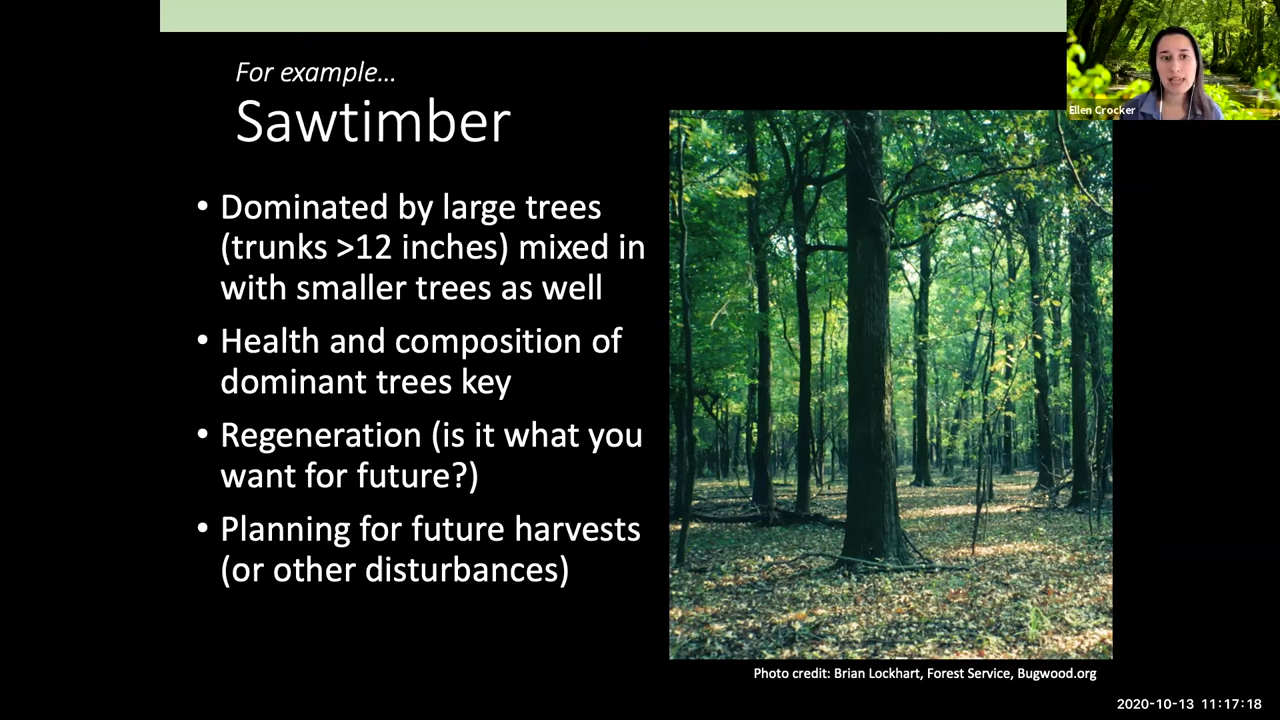 For example...
Sawtimber
• Dominated by large trees
(trunks >12 inches) mixed in
with smaller trees as well
• Health and composition of
dominant trees key
• Regeneration (is it what you
want for future?)
• Planning for future harvests
(or other disturbances)
Ellen Crocker
Photo credit: Brian Lockhart, Forest Service, Bugwood.org
2020-10-13 11:17:18